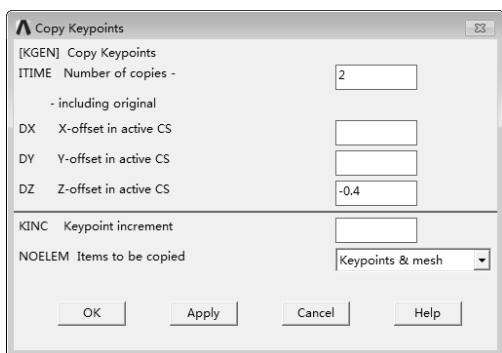 Copy Keypoints
[KGEN] Copy Keypoints
ITIME Number of copies - 2
- including original
DX X-offset in active CS
DY Y-offset in active CS
DZ Z-offset in active CS -0.4
KINC Keypoint increment
NOELEM Items to be copied Keypoints & mesh
OK Apply Cancel Help